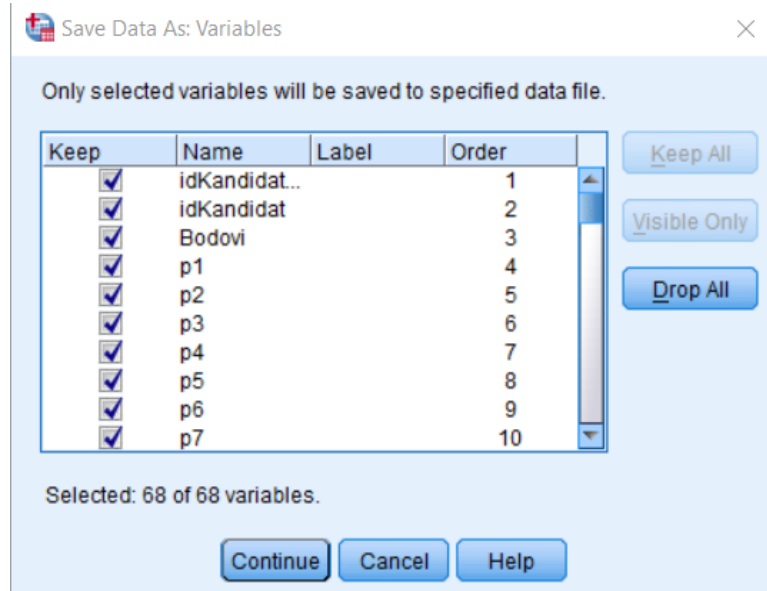 Save Data As: Variables
Only selected variables will be saved to specified data file.
Keep Name Label Order
idKandidat... 1
idKandidat 2
Bodovi 3
p1 4
p2 5
p3 6
p4 7
p5 8
p6 9
p7 10
Keep All
Visible Only
Drop All
Selected: 68 of 68 variables.
Continue Cancel Help